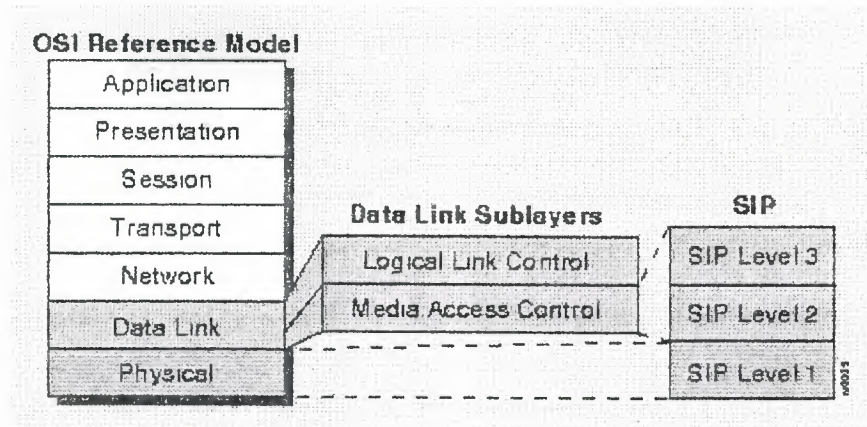 OSI Reference Model
Application
Presentation
Session
Transport
Network
Data Link
Physical
Data Link Sublayers
Logical Link Control
Media Access Control
SIP
SIP Level 3
SIP Level 2
SIP Level 1